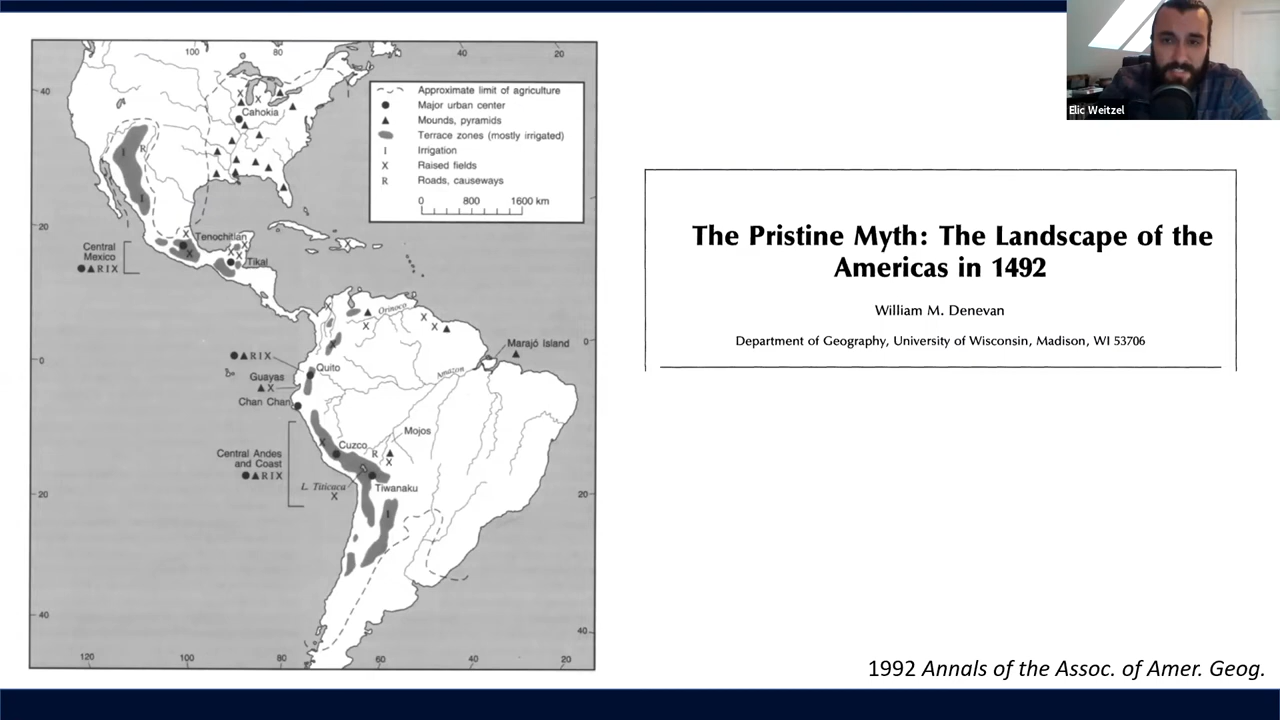 100
80
40
20
40
Approximate limit of agriculture
Major urban center
Mounds, pyramids
Terrace zones (mostly irrigated)
I Irrigation
X Raised fields
R Roads, causeways
0 800 1600 km
X
X
Cahokia
I R
I
20
X
Tenochtitlan
X
X X
X
Tikal
Central
Mexico
R I X
X
Orinoco
X
X
X
X
0
0
Marajó Island
R I X
Quito
Amazon
Guayas
X
Chan Chan
Mojos
X
Cuzco
R
X
Central Andes
and Coast
R I X
L. Titicaca
X
Tiwanaku
20
20
I
40
40
120
100
80
60
40
20
Elic Weitzel
The Pristine Myth: The Landscape of the
Americas in 1492
William M. Denevan
Department of Geography, University of Wisconsin, Madison, WI 53706
1992 Annals of the Assoc. of Amer. Geog.